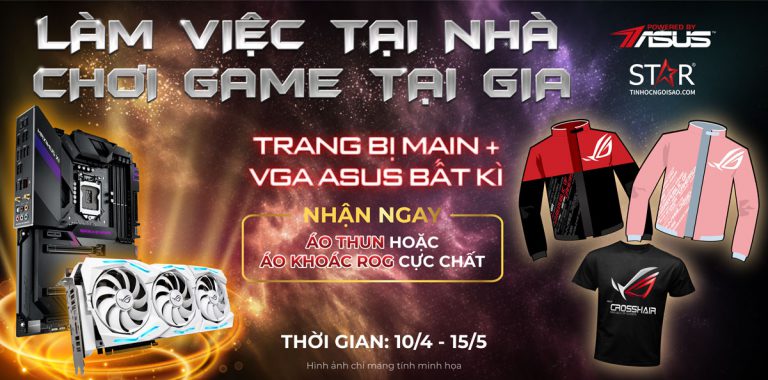 LÀM VIỆC TẠI NHÀ
CHƠI GAME TẠI GIA
POWERED BY
ASUS
STAR
TINHOCNGOISAO.COM
TRANG BỊ MAIN +
VGA ASUS BẤT KÌ
NHẬN NGAY
ÁO THUN HOẶC
ÁO KHOÁC ROG CỰC CHẤT
CROSSHAIR
THỜI GIAN: 10/4 - 15/5
Hình ảnh chỉ mang tính minh họa